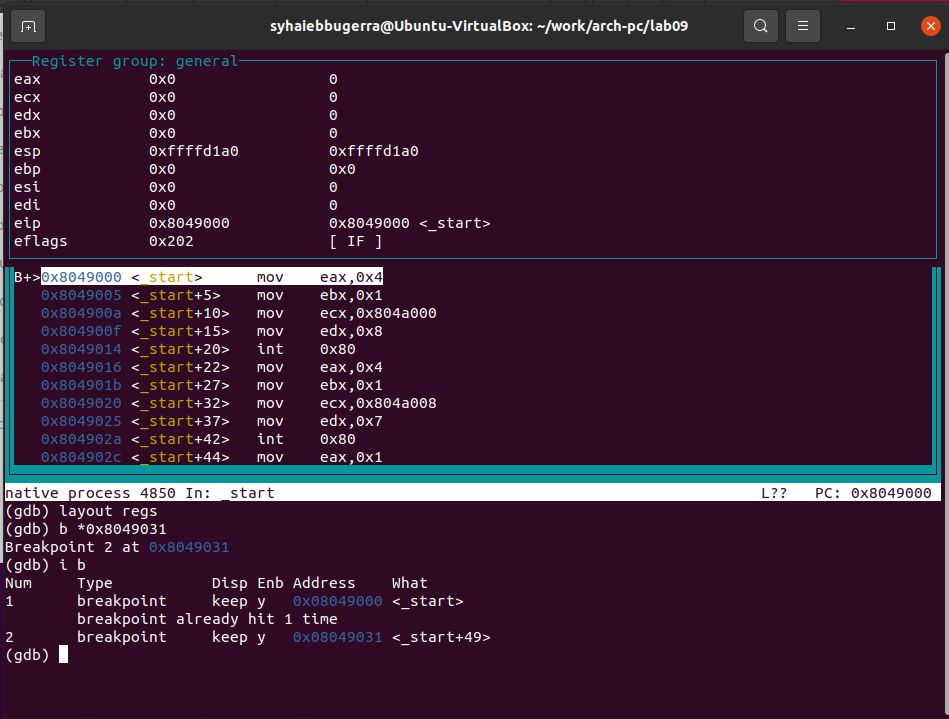 syhaiebbugerra@Ubuntu-VirtualBox: ~/work/arch-pc/lab09
Register group: general
eax 0x0 0
ecx 0x0 0
edx 0x0 0
ebx 0x0 0
esp 0xffffd1a0 0xffffd1a0
ebp 0x0 0x0
esi 0x0 0
edi 0x0 0
eip 0x8049000 0x8049000 <_start>
eflags 0x202 [ IF ]
B+>0x8049000 <_start> mov eax,0x4
0x8049005 <_start+5> mov ebx,0x1
0x804900a <_start+10> mov ecx,0x804a000
0x804900f <_start+15> mov edx,0x8
0x8049014 <_start+20> int 0x80
0x8049016 <_start+22> mov eax,0x4
0x804901b <_start+27> mov ebx,0x1
0x8049020 <_start+32> mov ecx,0x804a008
0x8049025 <_start+37> mov edx,0x7
0x804902a <_start+42> int 0x80
0x804902c <_start+44> mov eax,0x1
native process 4850 In: _start L?? PC: 0x8049000
(gdb) layout regs
(gdb) b *0x8049031
Breakpoint 2 at 0x8049031
(gdb) i b
Num Type Disp Enb Address What
1 breakpoint keep y 0x08049000 <_start>
breakpoint already hit 1 time
2 breakpoint keep y 0x08049031 <_start+49>
(gdb)